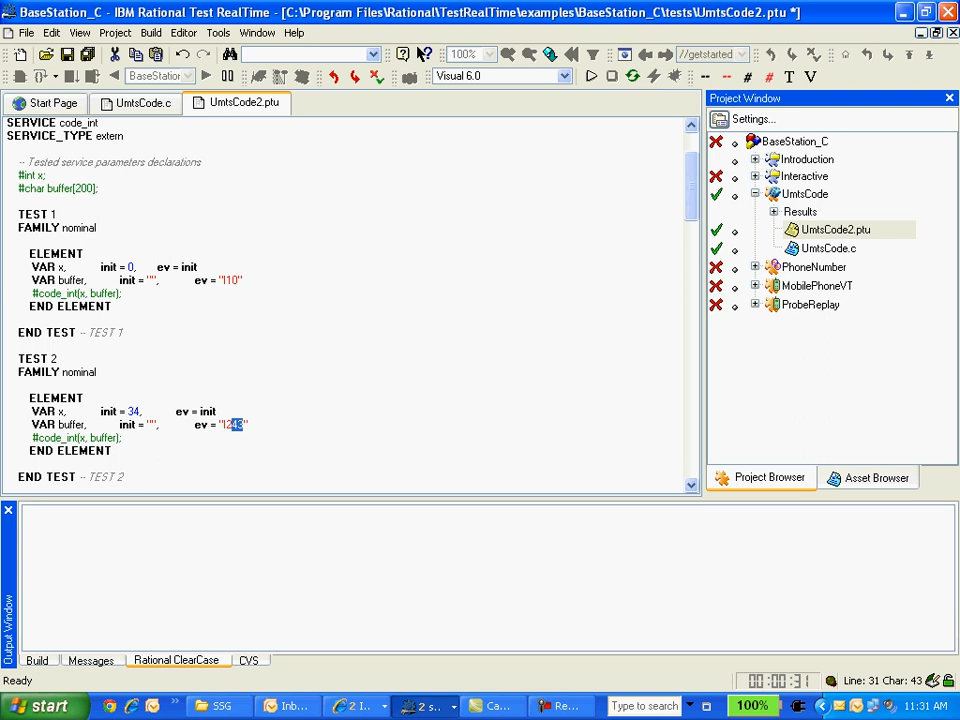 BaseStation_C - IBM Rational Test RealTime - [C:\Program Files\Rational\TestRealTime\examples\BaseStation_C\tests\UmtsCode2.ptu *]
File Edit View Project Build Editor Tools Window Help
100% //getstarted
BaseStation Visual 6.0 -- -- # # T V
Start Page UmtsCode.c UmtsCode2.ptu
SERVICE code_int
SERVICE_TYPE extern
-- Tested service parameters declarations
#int x;
#char buffer[200];
TEST 1
FAMILY nominal
ELEMENT
VAR x, init = 0, ev = init
VAR buffer, init = "", ev = "I10"
#code_int(x, buffer);
END ELEMENT
END TEST -- TEST 1
TEST 2
FAMILY nominal
ELEMENT
VAR x, init = 34, ev = init
VAR buffer, init = "", ev = "I243"
#code_int(x, buffer);
END ELEMENT
END TEST -- TEST 2
Project Window
Settings...
BaseStation_C
Introduction
Interactive
UmtsCode
Results
UmtsCode2.ptu
UmtsCode.c
PhoneNumber
MobilePhoneVT
ProbeReplay
Project Browser Asset Browser
Output Window
Build Messages Rational ClearCase CVS
Ready 00:00:31 Line: 31 Char: 43
start SSG Inb... 2 I... 2 s... Ca... Re... Type to search 100% 11:31 AM